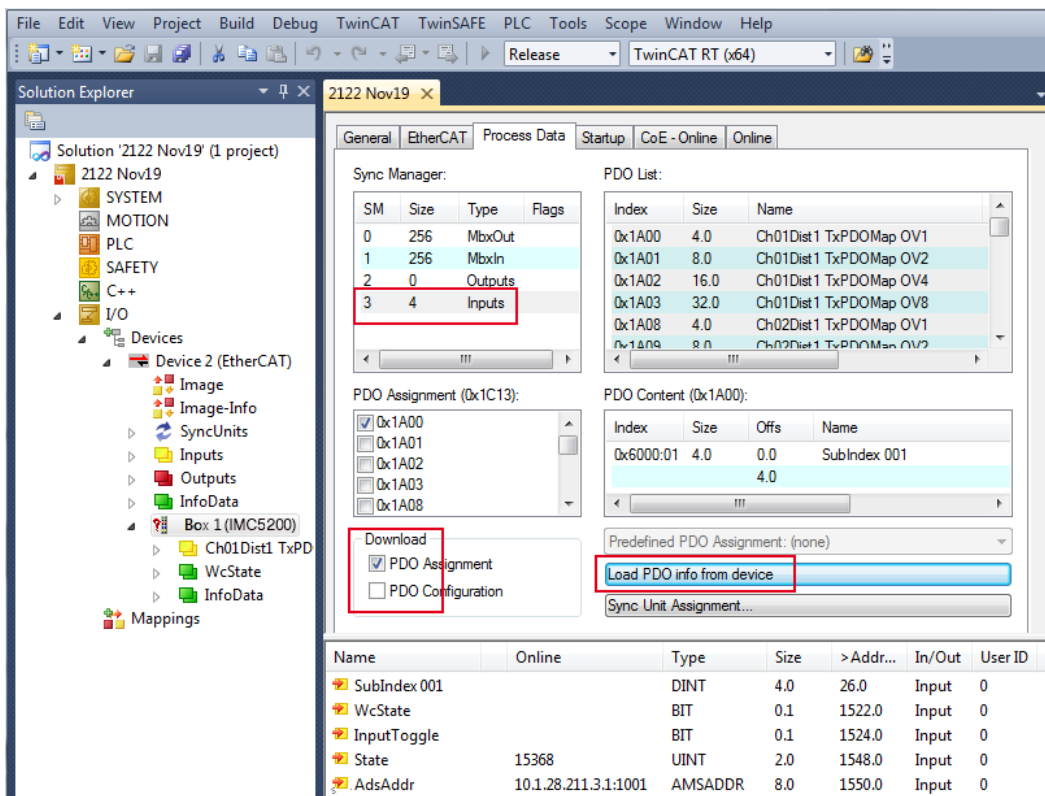 File Edit View Project Build Debug TwinCAT TwinSAFE PLC Tools Scope Window Help
Release TwinCAT RT (x64)
Solution Explorer
2122 Nov19
Solution '2122 Nov19' (1 project)
2122 Nov19
SYSTEM
MOTION
PLC
SAFETY
C++
I/O
Devices
Device 2 (EtherCAT)
Image
Image-Info
SyncUnits
Inputs
Outputs
InfoData
Box 1 (IMC5200)
Ch01Dist1 TxPD
WcState
InfoData
Mappings
General EtherCAT Process Data Startup CoE - Online Online
Sync Manager:
SM Size Type Flags
0 256 MbxOut
1 256 MbxIn
2 0 Outputs
3 4 Inputs
PDO List:
Index Size Name
0x1A00 4.0 Ch01Dist1 TxPDOMap OV1
0x1A01 8.0 Ch01Dist1 TxPDOMap OV2
0x1A02 16.0 Ch01Dist1 TxPDOMap OV4
0x1A03 32.0 Ch01Dist1 TxPDOMap OV8
0x1A08 4.0 Ch02Dist1 TxPDOMap OV1
0x1A09 8.0 Ch02Dist1 TxPDOMap OV2
PDO Assignment (0x1C13):
0x1A00
0x1A01
0x1A02
0x1A03
0x1A08
PDO Content (0x1A00):
Index Size Offs Name
0x6000:01 4.0 0.0 SubIndex 001
4.0
Download
PDO Assignment
PDO Configuration
Predefined PDO Assignment: (none)
Load PDO info from device
Sync Unit Assignment...
Name Online Type Size >Addr... In/Out User ID
SubIndex 001 DINT 4.0 26.0 Input 0
WcState BIT 0.1 1522.0 Input 0
InputToggle BIT 0.1 1524.0 Input 0
State 15368 UINT 2.0 1548.0 Input 0
AdsAddr 10.1.28.211.3.1:1001 AMSADDR 8.0 1550.0 Input 0